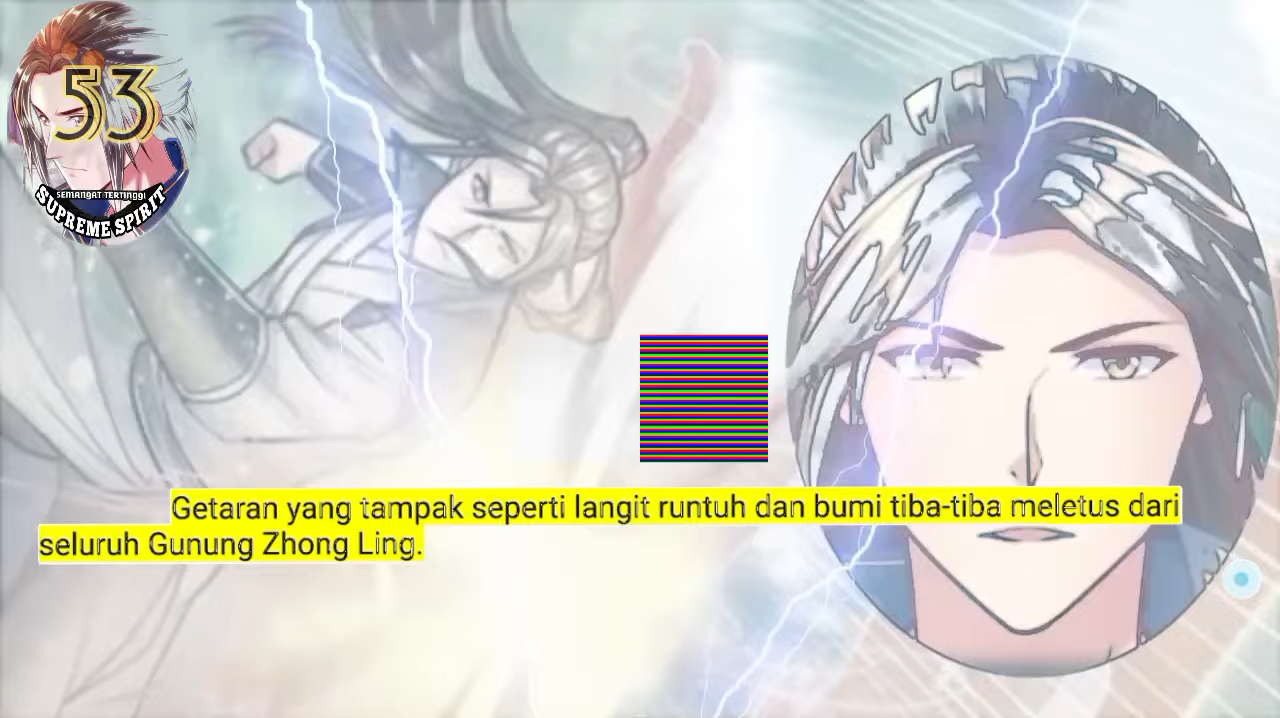 53
SEMANGAT TERTINGGI
SUPREME SPIRIT
Getaran yang tampak seperti langit runtuh dan bumi tiba-tiba meletus dari
seluruh Gunung Zhong Ling.